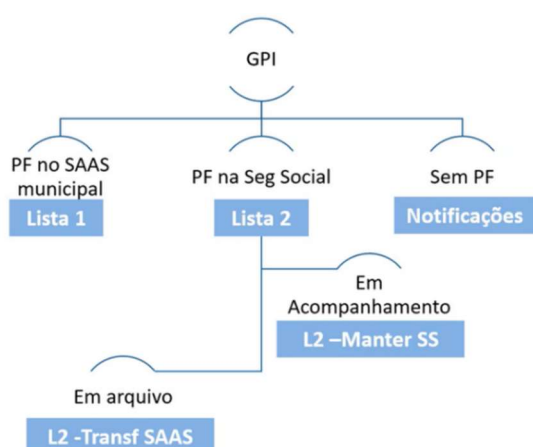 GPI
PF no SAAS
municipal
Lista 1
PF na Seg Social
Lista 2
Sem PF
Notificações
Em
Acompanhamento
L2 –Manter SS
Em arquivo
L2 -Transf SAAS